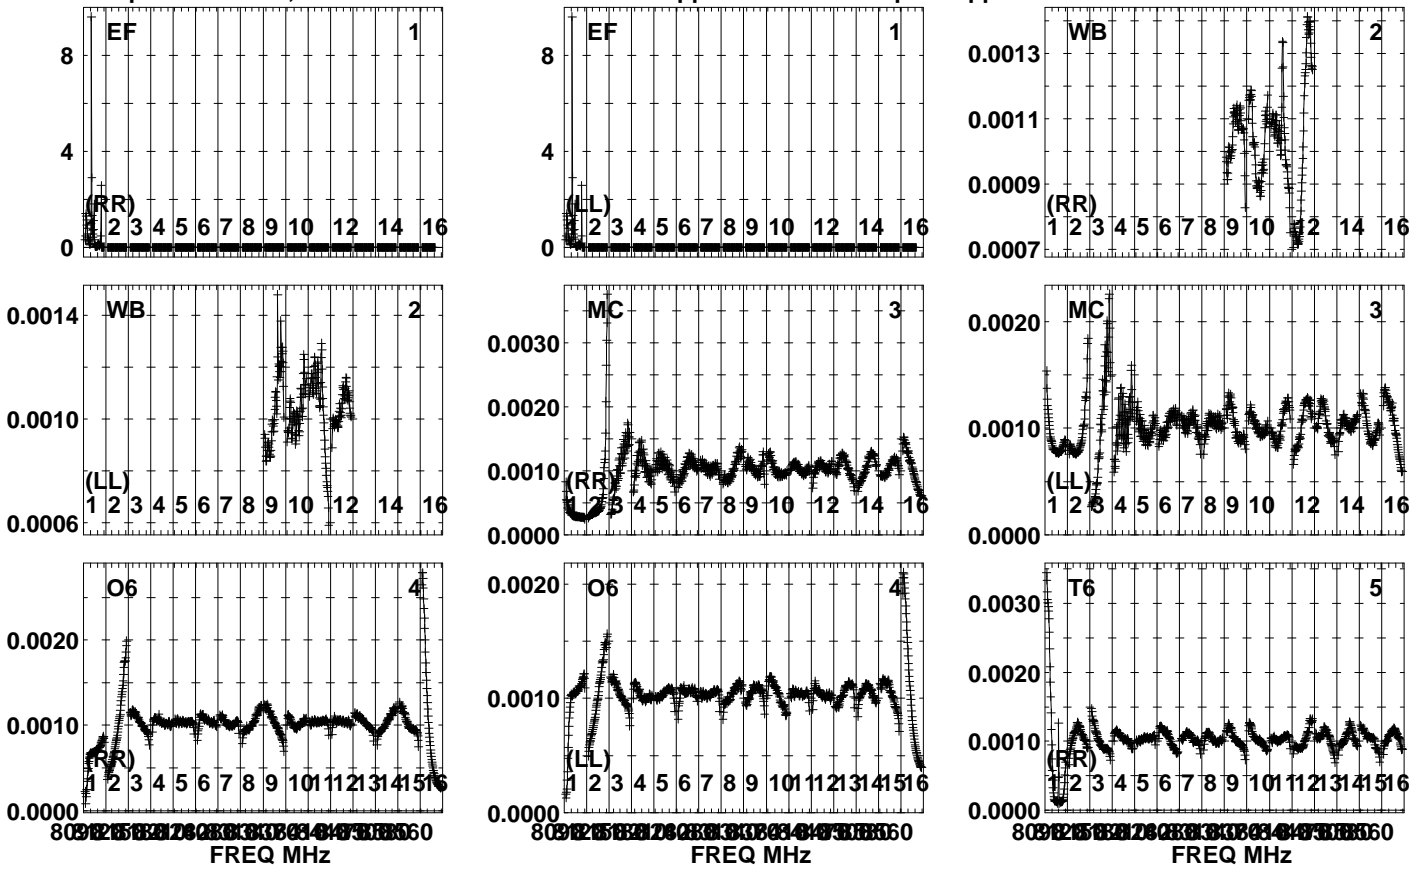 EF 1
8
4
0
(RR)
2 3 4 5 6 7 8 9 10 12 14 16
EF 1
8
4
0
(LL)
2 3 4 5 6 7 8 9 10 12 14 16
WB 2
0.0013
0.0011
0.0009
0.0007
(RR)
1 2 3 4 5 6 7 8 9 10 12 14 16
WB 2
0.0014
0.0010
0.0006
(LL)
1 2 3 4 5 6 7 8 9 10 12 14 16
MC 3
0.0030
0.0020
0.0010
0.0000
(RR)
1 2 3 4 5 6 7 8 9 10 12 14 16
MC 3
0.0020
0.0010
0.0000
(LL)
1 2 3 4 5 6 7 8 9 10 12 14 16
O6 4
0.0020
0.0010
0.0000
(RR)
1 2 3 4 5 6 7 8 9 10 11 12 13 14 15 16
FREQ MHz
O6 4
0.0020
0.0010
0.0000
(LL)
1 2 3 4 5 6 7 8 9 10 11 12 13 14 15 16
FREQ MHz
T6 5
0.0030
0.0020
0.0010
0.0000
(RR)
1 2 3 4 5 6 7 8 9 10 11 12 13 14 15 16
FREQ MHz